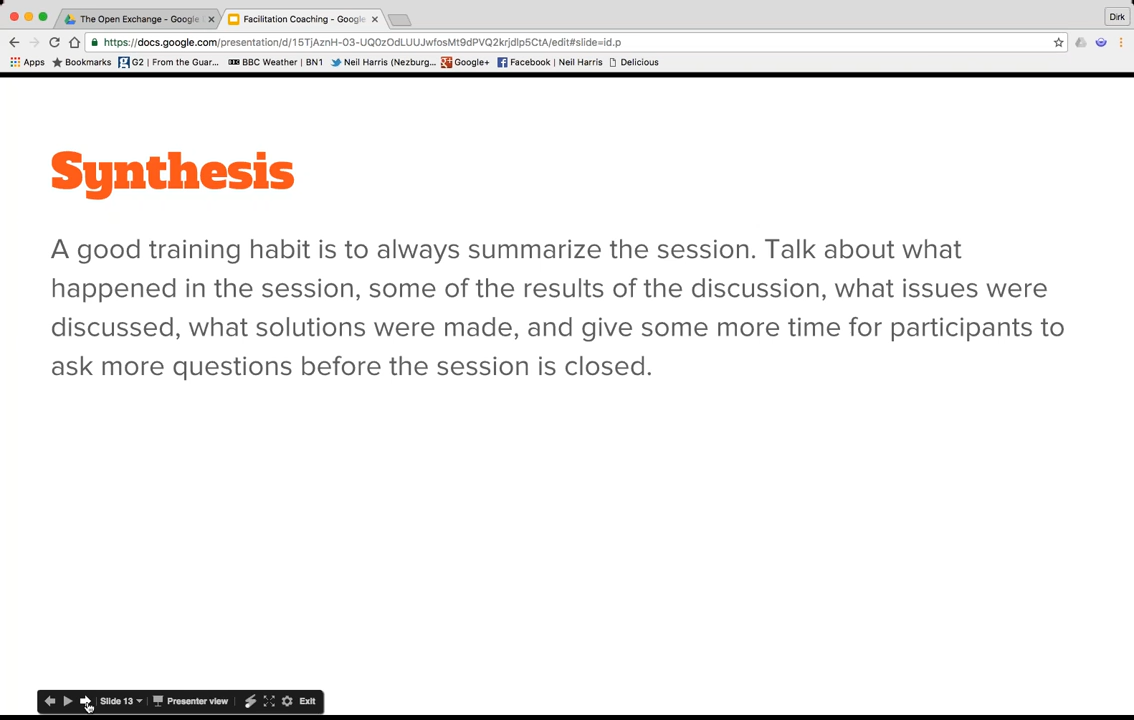 The Open Exchange - Google
Facilitation Coaching - Google
Dirk
https://docs.google.com/presentation/d/15TjAznH-03-UQ0zOdLUUJwfosMt9dPVQ2krjdlp5CtA/edit#slide=id.p
Apps Bookmarks G2 | From the Guar... BBC Weather | BN1 Neil Harris (Nezburg... Google+ Facebook | Neil Harris Delicious
Synthesis
A good training habit is to always summarize the session. Talk about what
happened in the session, some of the results of the discussion, what issues were
discussed, what solutions were made, and give some more time for participants to
ask more questions before the session is closed.
Slide 13 Presenter view Exit